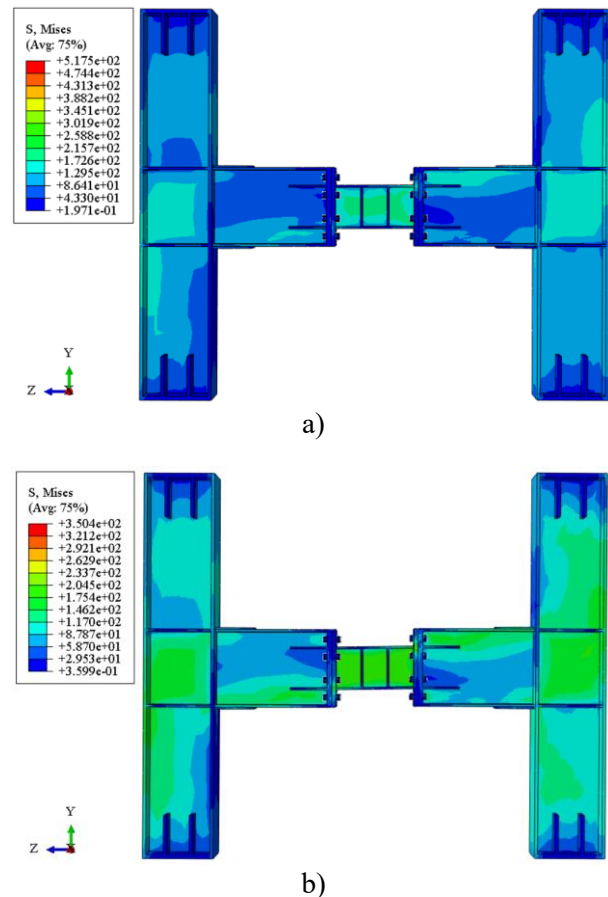 S, Mises
(Avg: 75%)
+5.175e+02
+4.744e+02
+4.313e+02
+3.882e+02
+3.451e+02
+3.019e+02
+2.588e+02
+2.157e+02
+1.726e+02
+1.295e+02
+8.641e+01
+4.330e+01
+1.971e-01
Y
Z
a)
S, Mises
(Avg: 75%)
+3.504e+02
+3.212e+02
+2.921e+02
+2.629e+02
+2.337e+02
+2.045e+02
+1.754e+02
+1.462e+02
+1.170e+02
+8.787e+01
+5.870e+01
+2.953e+01
+3.599e-01
Y
Z
b)